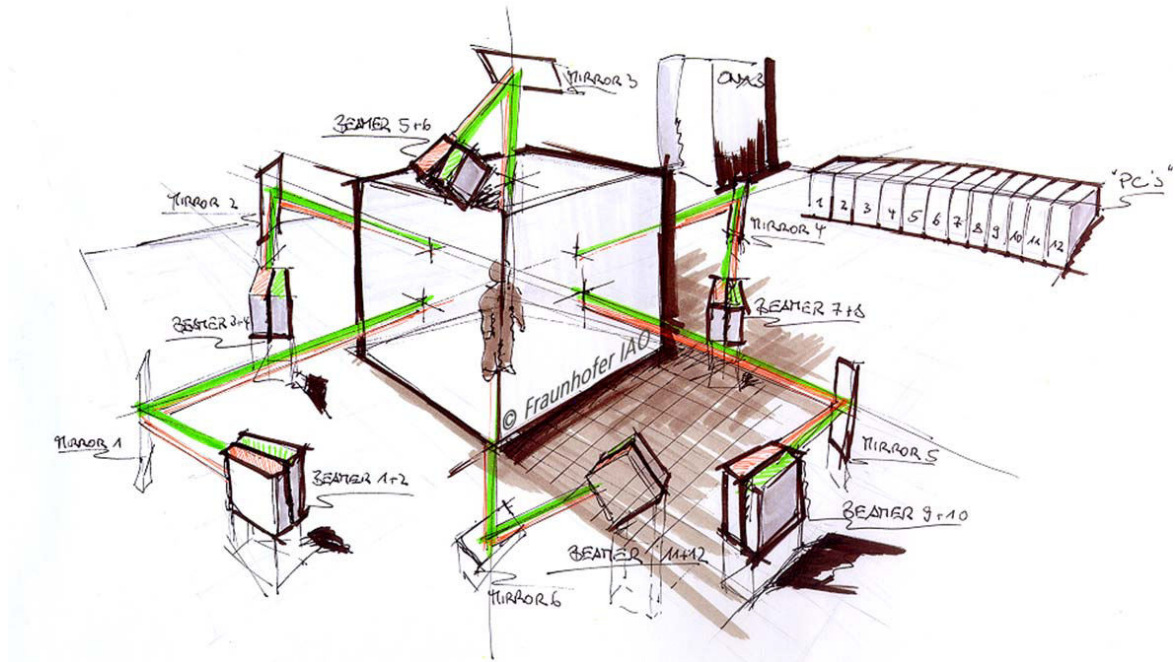 MIRROR 3
ONYX3
BEAMER 5+6
"PC'S"
MIRROR 2
1 2 3 4 5 6 7 8 9 10 11 12
MIRROR 4
BEAMER 3+4
BEAMER 7+8
© Fraunhofer IAO
MIRROR 1
MIRROR 5
BEAMER 1+2
BEAMER 9+10
BEAMER 11+12
MIRROR 6